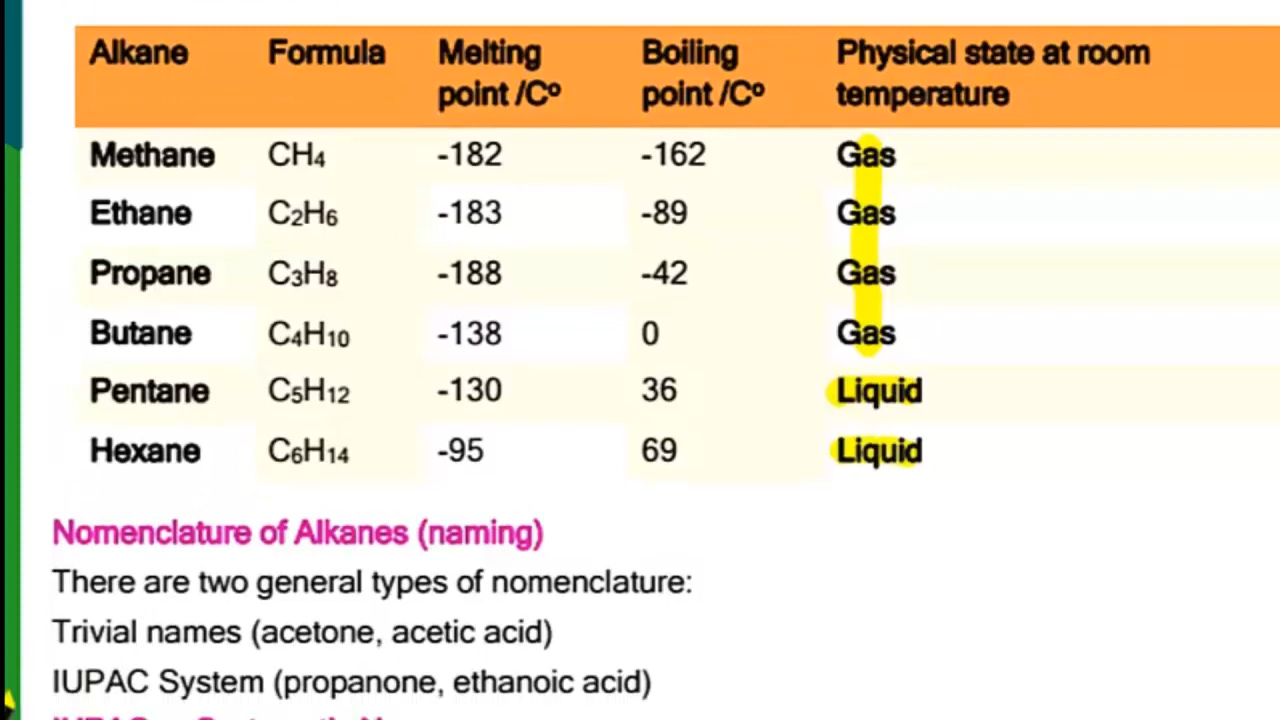 Alkane Formula Melting point /Cº Boiling point /Cº Physical state at room temperature
Methane CH4 -182 -162 Gas
Ethane C2H6 -183 -89 Gas
Propane C3H8 -188 -42 Gas
Butane C4H10 -138 0 Gas
Pentane C5H12 -130 36 Liquid
Hexane C6H14 -95 69 Liquid
Nomenclature of Alkanes (naming)
There are two general types of nomenclature:
Trivial names (acetone, acetic acid)
IUPAC System (propanone, ethanoic acid)